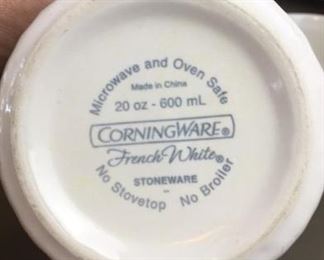 Microwave and Oven Safe
Made in China
20 oz - 600 mL
CORNINGWARE®
French White®
STONEWARE
No Stovetop No Broiler